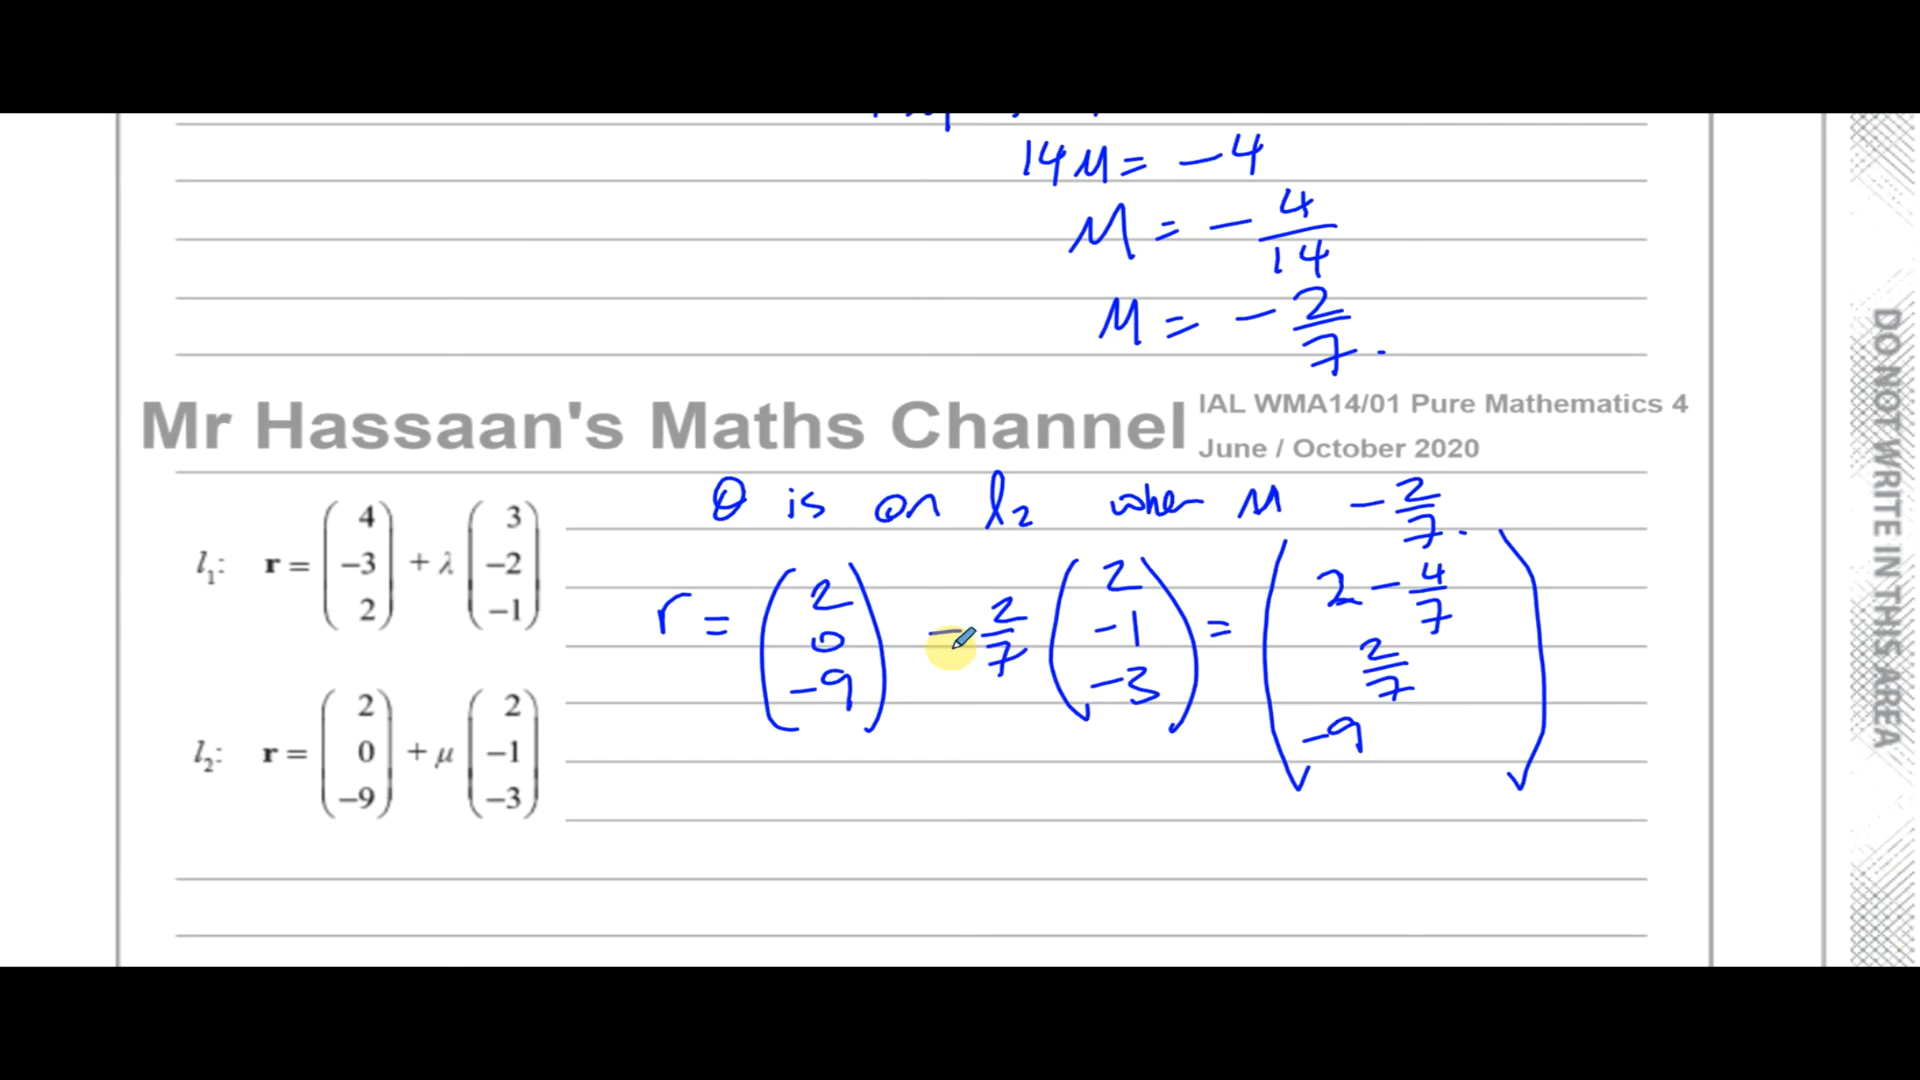 14μ = -4
μ = -4/14
μ = -2/7.
Mr Hassaan's Maths Channel
IAL WMA14/01 Pure Mathematics 4
June / October 2020
Q is on l₂ when μ -2/7.
l₁: r = (4 -3 2) + λ (3 -2 -1)
r = (2 0 -9) - 2/7 (2 -1 -3) = (2 - 4/7 2/7 -9)
l₂: r = (2 0 -9) + μ (2 -1 -3)
DO NOT WRITE IN THIS AREA